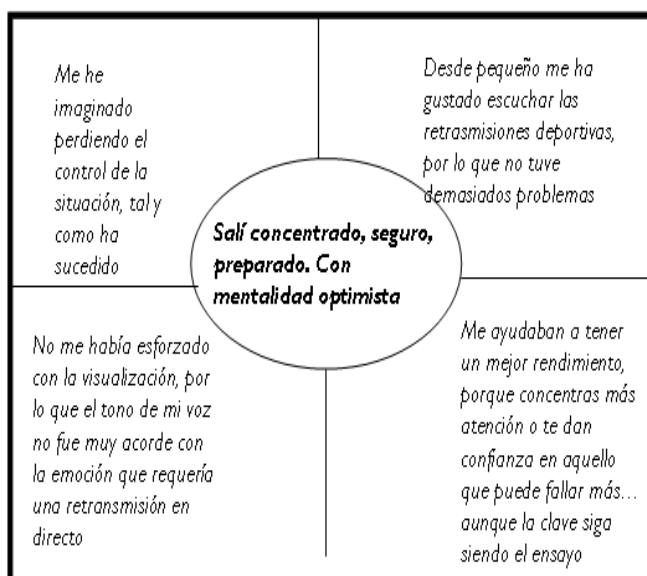 Me he
imaginado
perdiendo el
control de la
situación, tal y
como ha
sucedido
Desde pequeño me ha
gustado escuchar las
retrasmisiones deportivas,
por lo que no tuve
demasiados problemas
Salí concentrado, seguro,
preparado. Con
mentalidad optimista
No me había esforzado
con la visualización, por
lo que el tono de mi voz
no fue muy acorde con
la emoción que requería
una retransmisión en
directo
Me ayudaban a tener
un mejor rendimiento,
porque concentras más
atención o te dan
confianza en aquello
que puede fallar más...
aunque la clave siga
siendo el ensayo